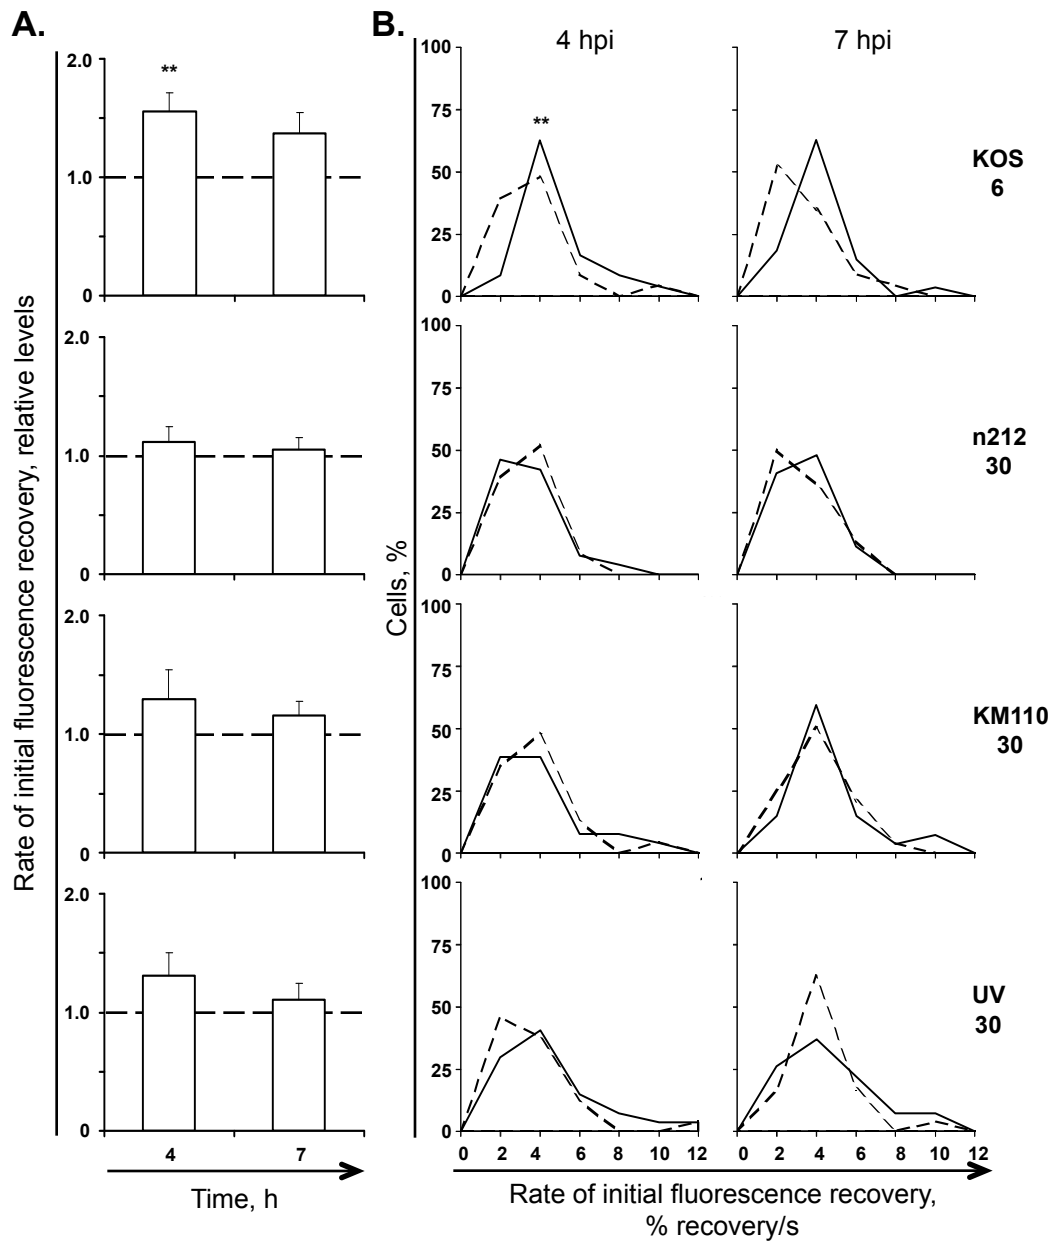 A.
B.
4 hpi
7 hpi
Rate of initial fluorescence recovery, relative levels
2.0
**
1.0
0
Cells, %
100
75
50
25
0
**
KOS
6
2.0
1.0
0
100
75
50
25
0
n212
30
2.0
1.0
0
100
75
50
25
0
KM110
30
2.0
1.0
0
100
75
50
25
0
UV
30
4 7
0 2 4 6 8 10 12
0 2 4 6 8 10 12
Time, h
Rate of initial fluorescence recovery,
% recovery/s